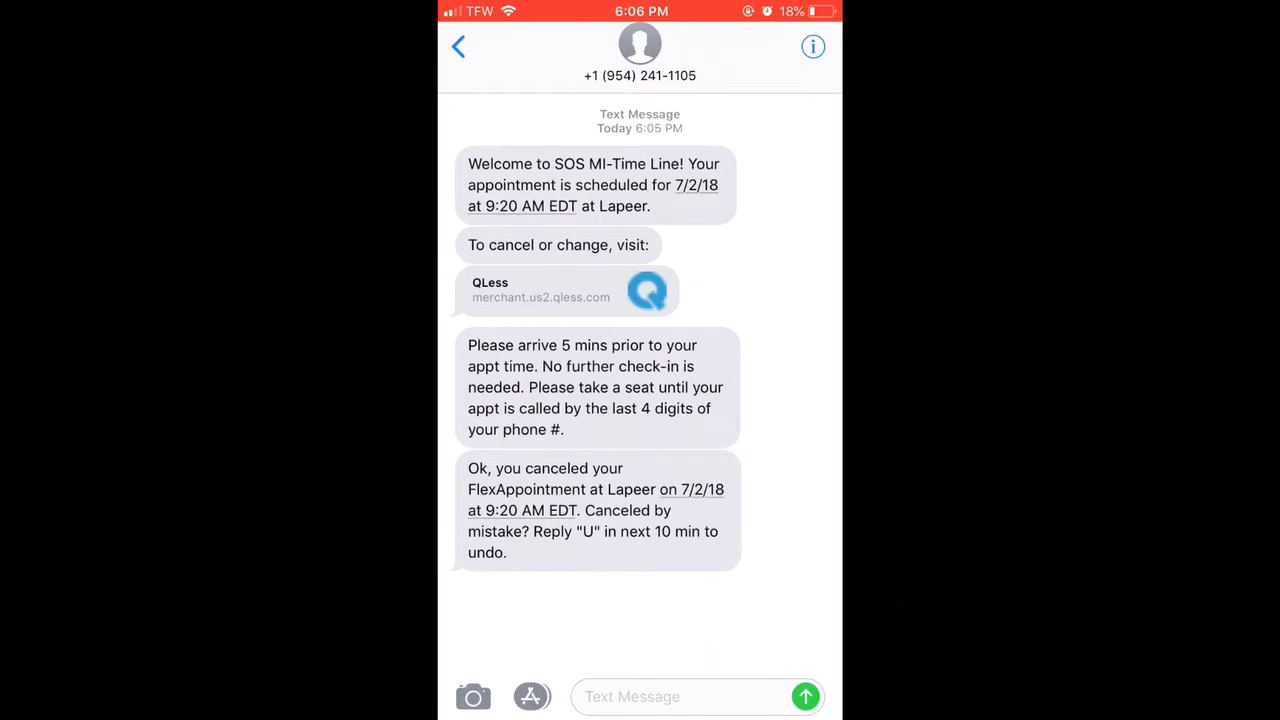 TFW 6:06 PM 18%
+1 (954) 241-1105
Text Message
Today 6:05 PM
Welcome to SOS MI-Time Line! Your
appointment is scheduled for 7/2/18
at 9:20 AM EDT at Lapeer.
To cancel or change, visit:
QLess
merchant.us2.qless.com
Please arrive 5 mins prior to your
appt time. No further check-in is
needed. Please take a seat until your
appt is called by the last 4 digits of
your phone #.
Ok, you canceled your
FlexAppointment at Lapeer on 7/2/18
at 9:20 AM EDT. Canceled by
mistake? Reply "U" in next 10 min to
undo.
Text Message